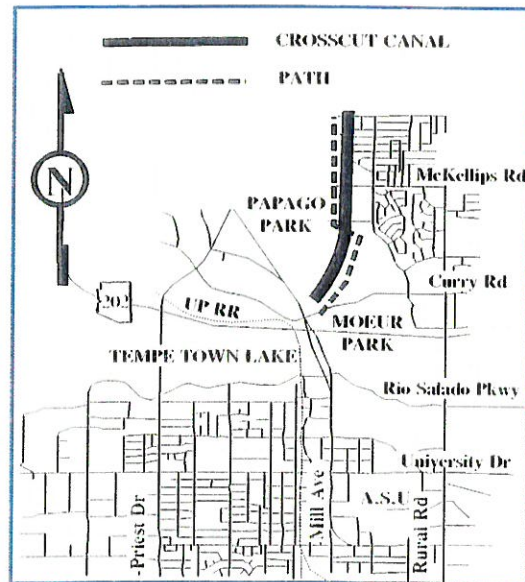 CROSSCUT CANAL
PATH
N
McKellips Rd
PAPAGO
PARK
202
UP RR
Curry Rd
MOEUR
PARK
TEMPE TOWN LAKE
Rio Salado Pkwy
University Dr
A.S.U
Priest Dr
Mill Ave
Rural Rd